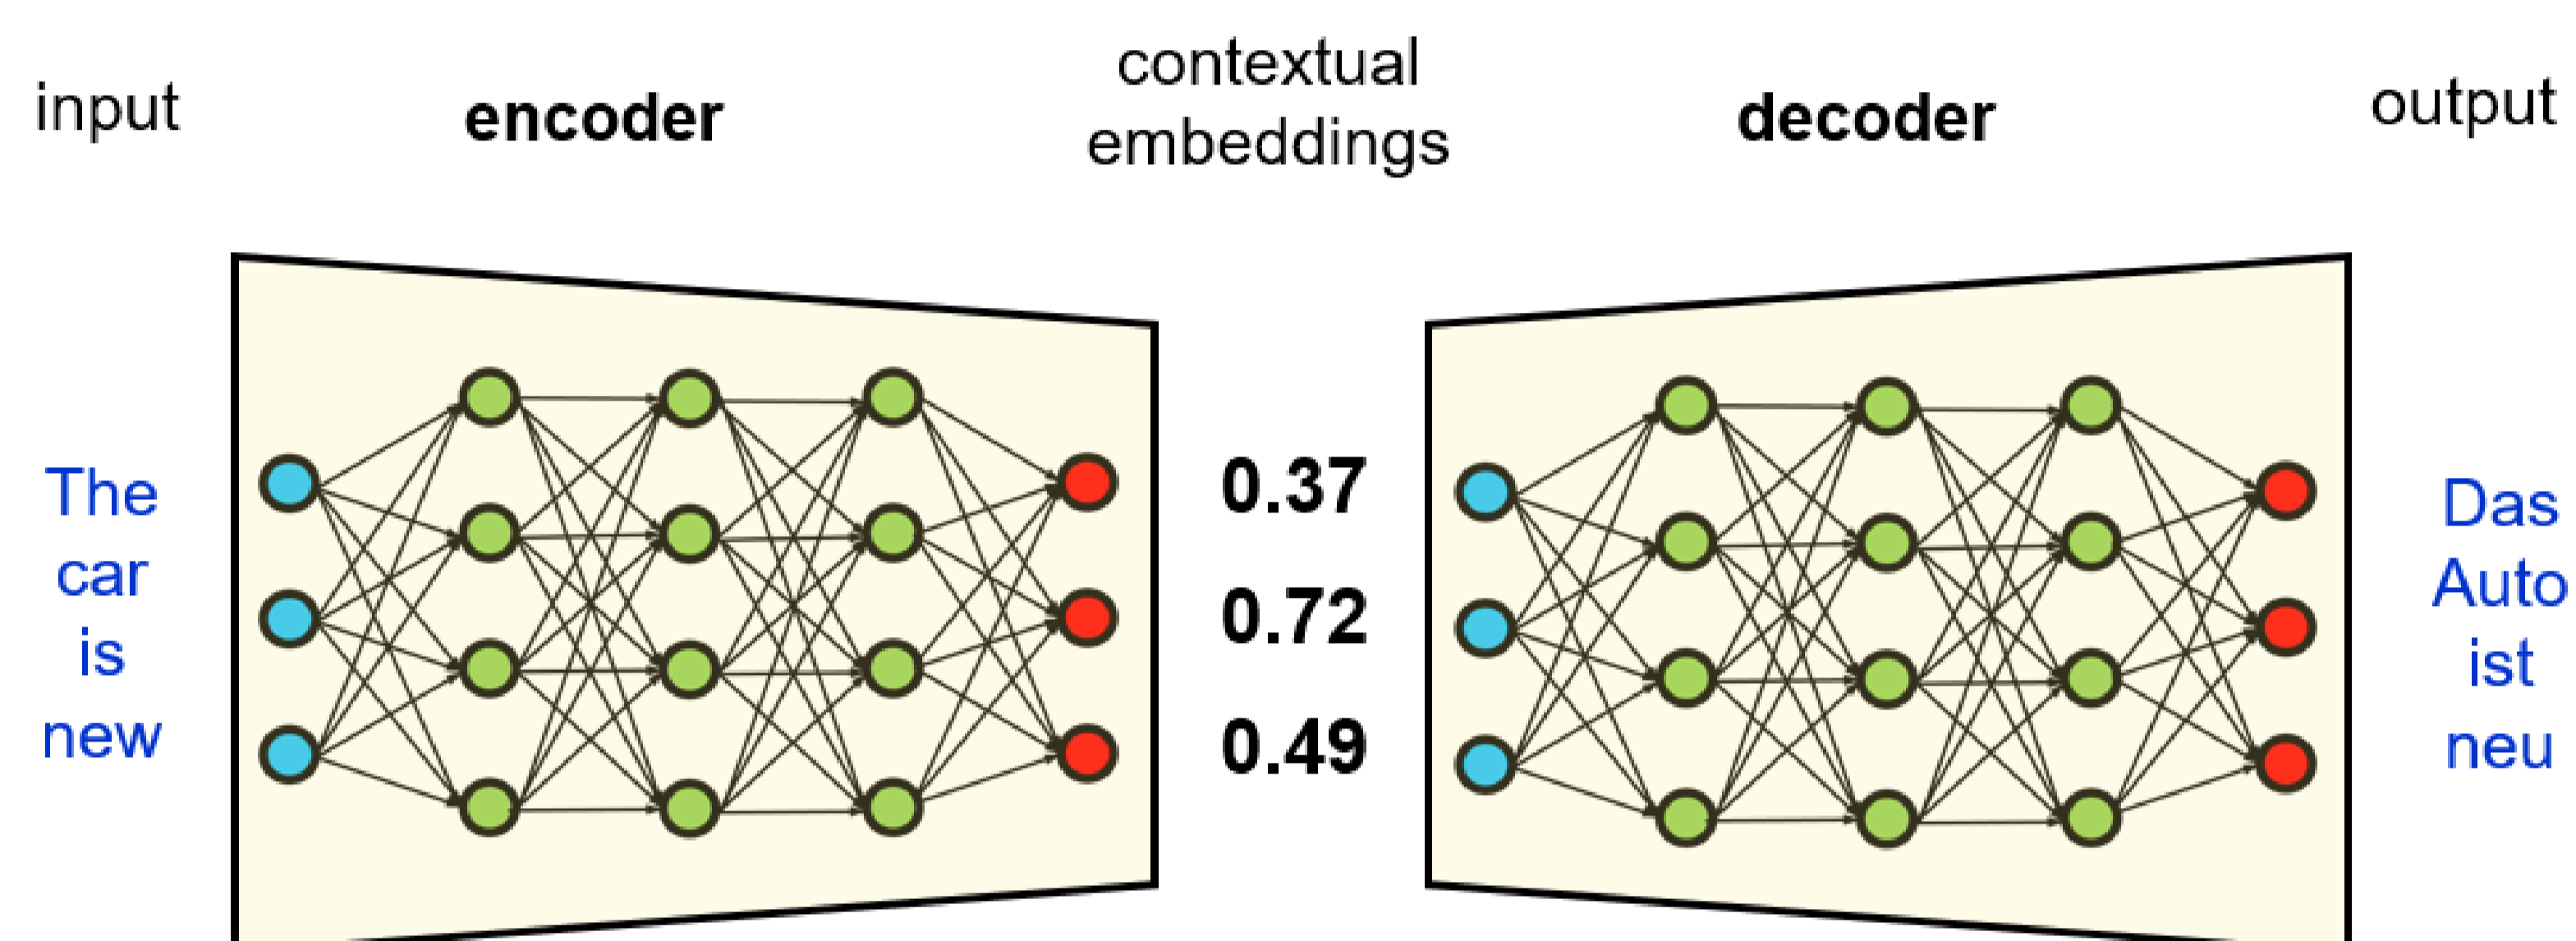 input
encoder
contextual
embeddings
decoder
output
The
car
is
new
0.37
0.72
0.49
Das
Auto
ist
neu